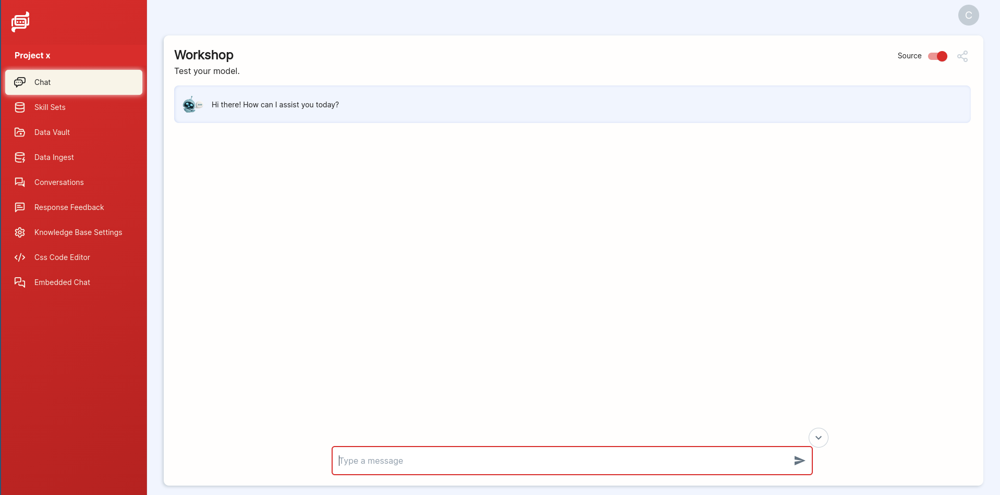 Project x
Chat
Skill Sets
Data Vault
Data Ingest
Conversations
Response Feedback
Knowledge Base Settings
Css Code Editor
Embedded Chat
C
Workshop
Source
Test your model.
Hi there! How can I assist you today?
Type a message